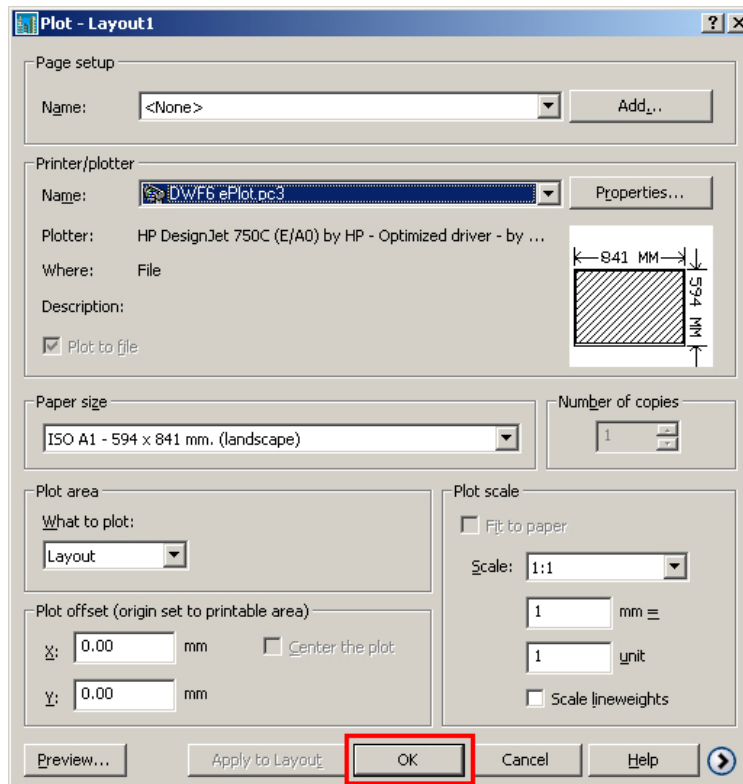 Plot - Layout1
Page setup
Name: <None> Add...
Printer/plotter
Name: DWF6 ePlot.pc3 Properties...
Plotter: HP DesignJet 750C (E/A0) by HP - Optimized driver - by ...
Where: File
841 MM
594 MM
Description:
Plot to file
Paper size
ISO A1 - 594 x 841 mm. (landscape)
Number of copies
1
Plot area
What to plot:
Layout
Plot scale
Fit to paper
Scale: 1:1
1 mm =
1 unit
Scale lineweights
Plot offset (origin set to printable area)
X: 0.00 mm Center the plot
Y: 0.00 mm
Preview... Apply to Layout OK Cancel Help